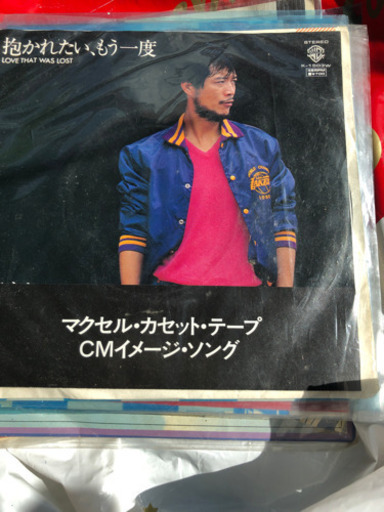 抱かれたい、もう一度
LOVE THAT WAS LOST
STEREO
マクセル・カセット・テープ
CMイメージ・ソング